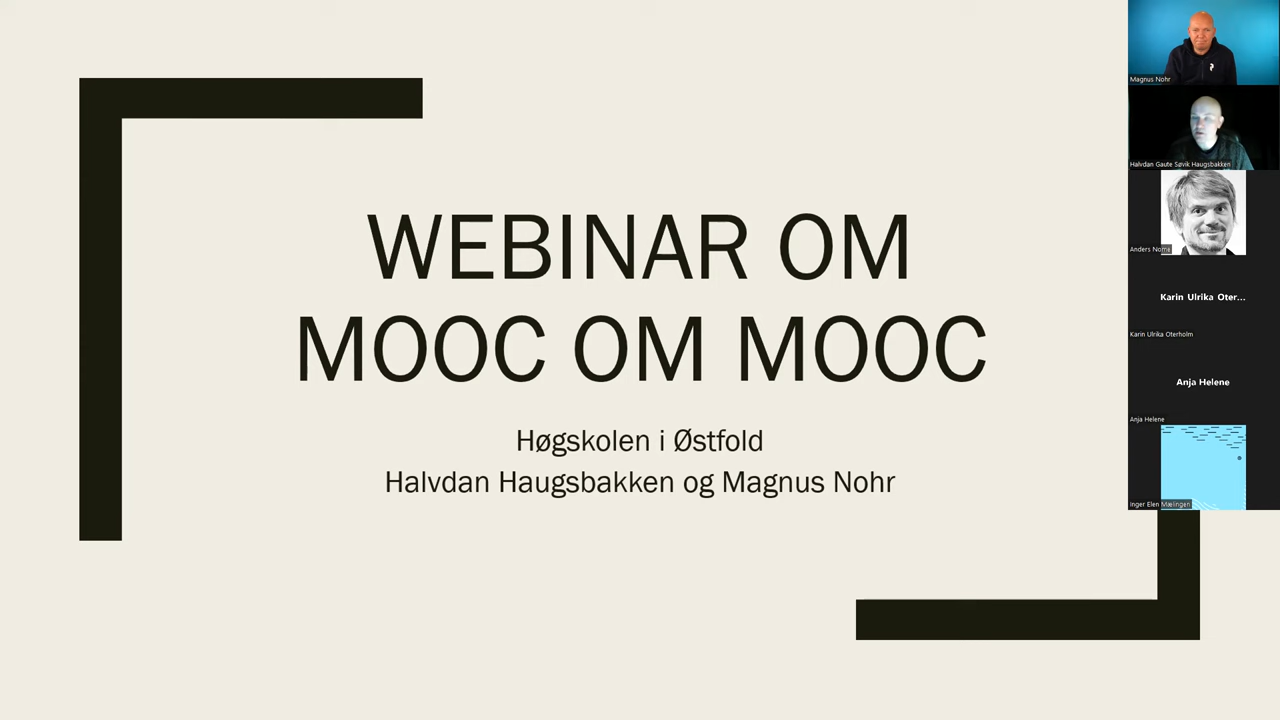 WEBINAR OM
MOOC OM MOOC
Høgskolen i Østfold
Halvdan Haugsbakken og Magnus Nohr
Magnus Nohr
Halvdan Gaute Søvik Haugsbakken
Anders Nome
Karin Ulrika Oter...
Karin Ulrika Oterholm
Anja Helene
Anja Helene
Inger Elen Mælingen